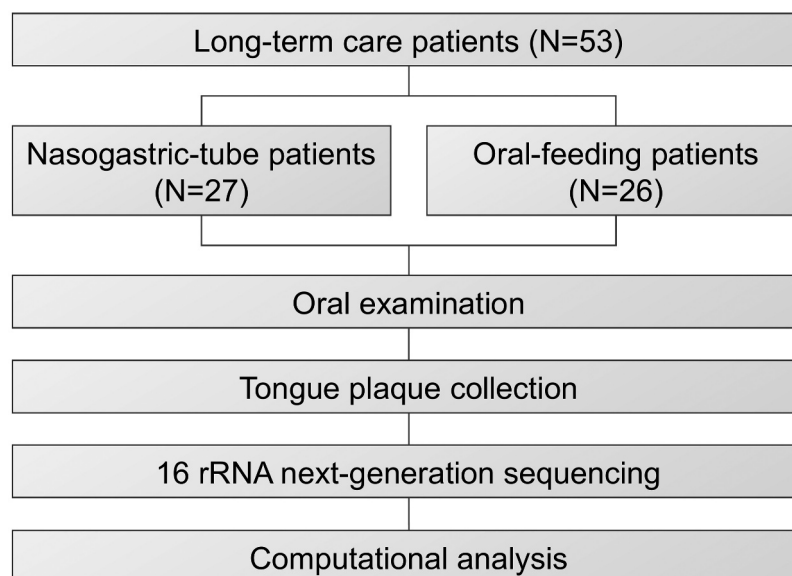 Long-term care patients (N=53)
Nasogastric-tube patients
(N=27)
Oral-feeding patients
(N=26)
Oral examination
Tongue plaque collection
16 rRNA next-generation sequencing
Computational analysis